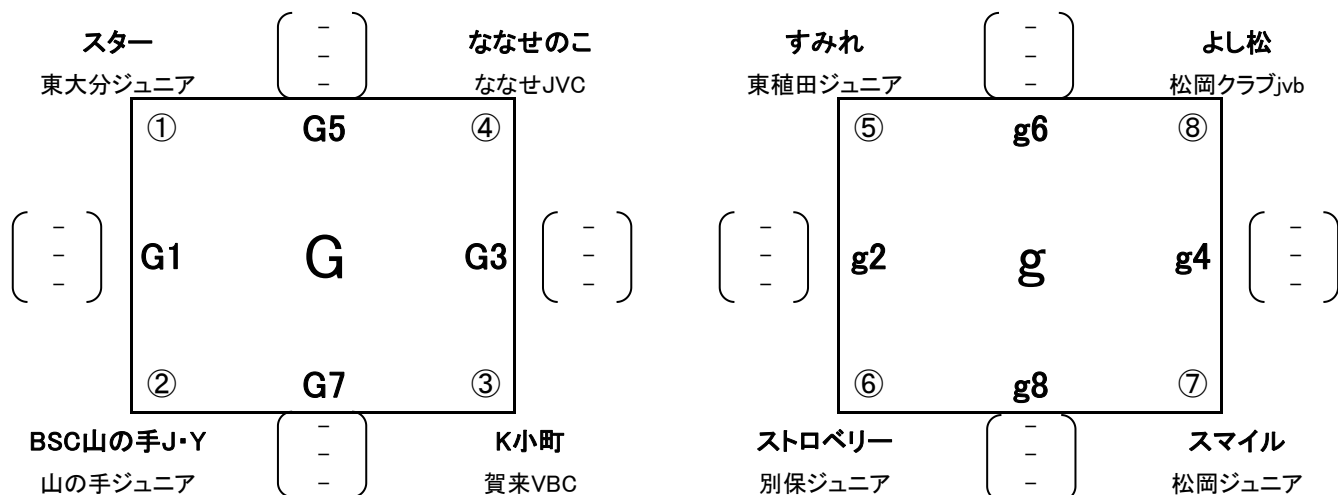 スター
東大分ジュニア
－
－
－
ななせのこ
ななせJVC
すみれ
東稙田ジュニア
－
－
－
よし松
松岡クラブjvb
① G5 ④
⑤ g6 ⑧
－
－
－
G1 G G3
－
－
－
－
－
－
g2 g g4
－
－
－
② G7 ③
⑥ g8 ⑦
BSC山の手J・Y
山の手ジュニア
－
－
－
K小町
賀来VBC
ストロベリー
別保ジュニア
－
－
－
スマイル
松岡ジュニア